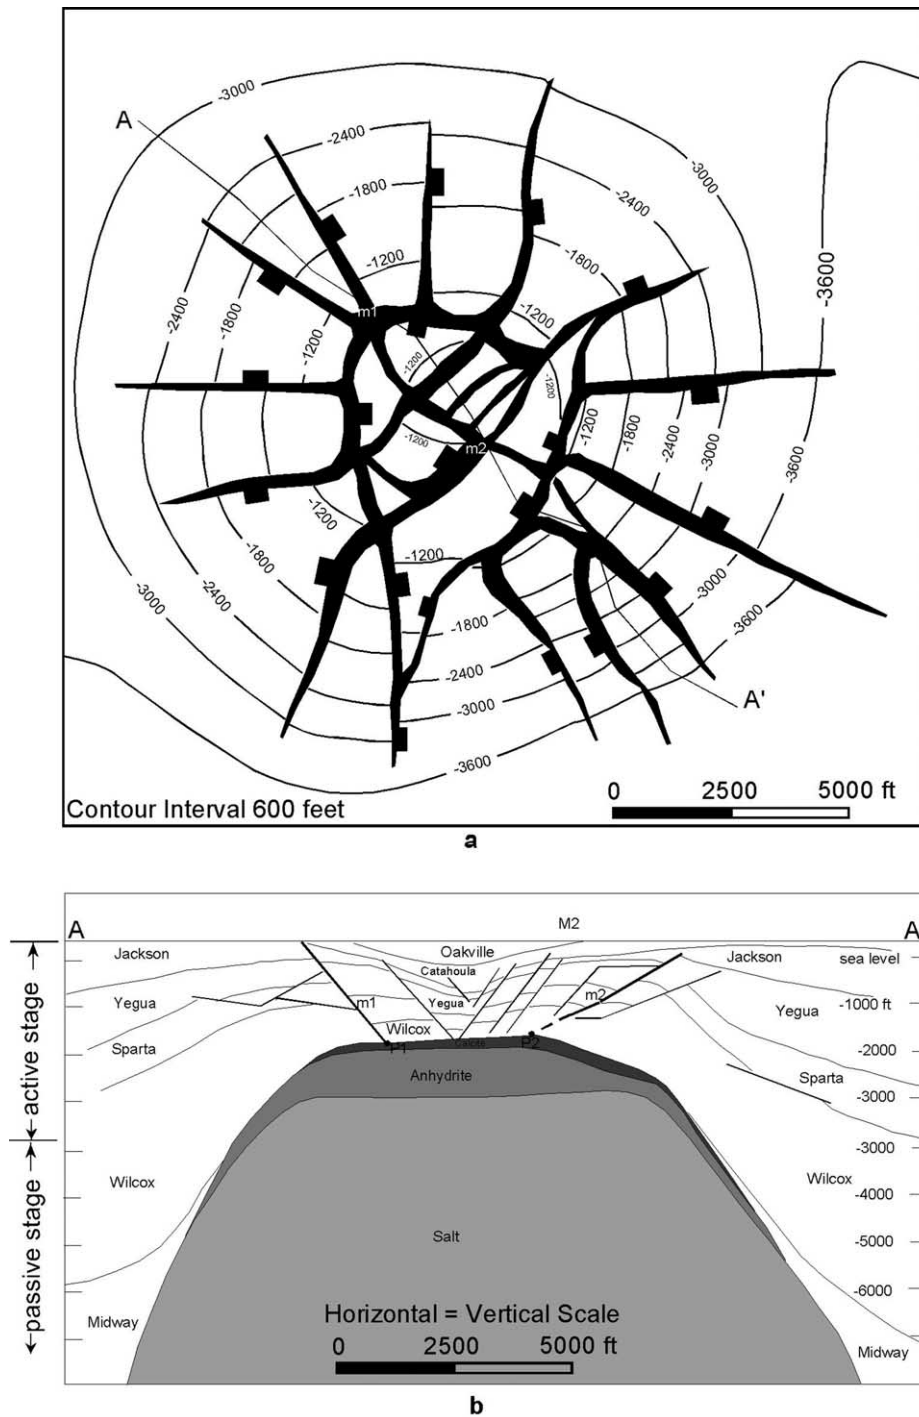 -3000
A
-2400
-3000
-1800
-2400
-3600
-1200
-1800
-2400
m1
-1200
-1800
-1200
-1200
-1200
-1200
-1800
-2400
-3000
-1200
m2
-3600
-1200
-1200
-1800
-1800
-2400
-2400
-3000
-3000
-3000
-3600
-3600
A'
0 2500 5000 ft
Contour Interval 600 feet
a
A M2 A
Jackson Oakville Jackson sea level
Catahoula
Yegua m1 Yegua m2 Yegua -1000 ft
Wilcox
Sparta P1 Calcite P2 -2000
Anhydrite Sparta
-3000
-3000
Wilcox Wilcox
-4000
Salt
-5000
-6000
Horizontal = Vertical Scale
Midway
0 2500 5000 ft
Midway
active stage
passive stage
b